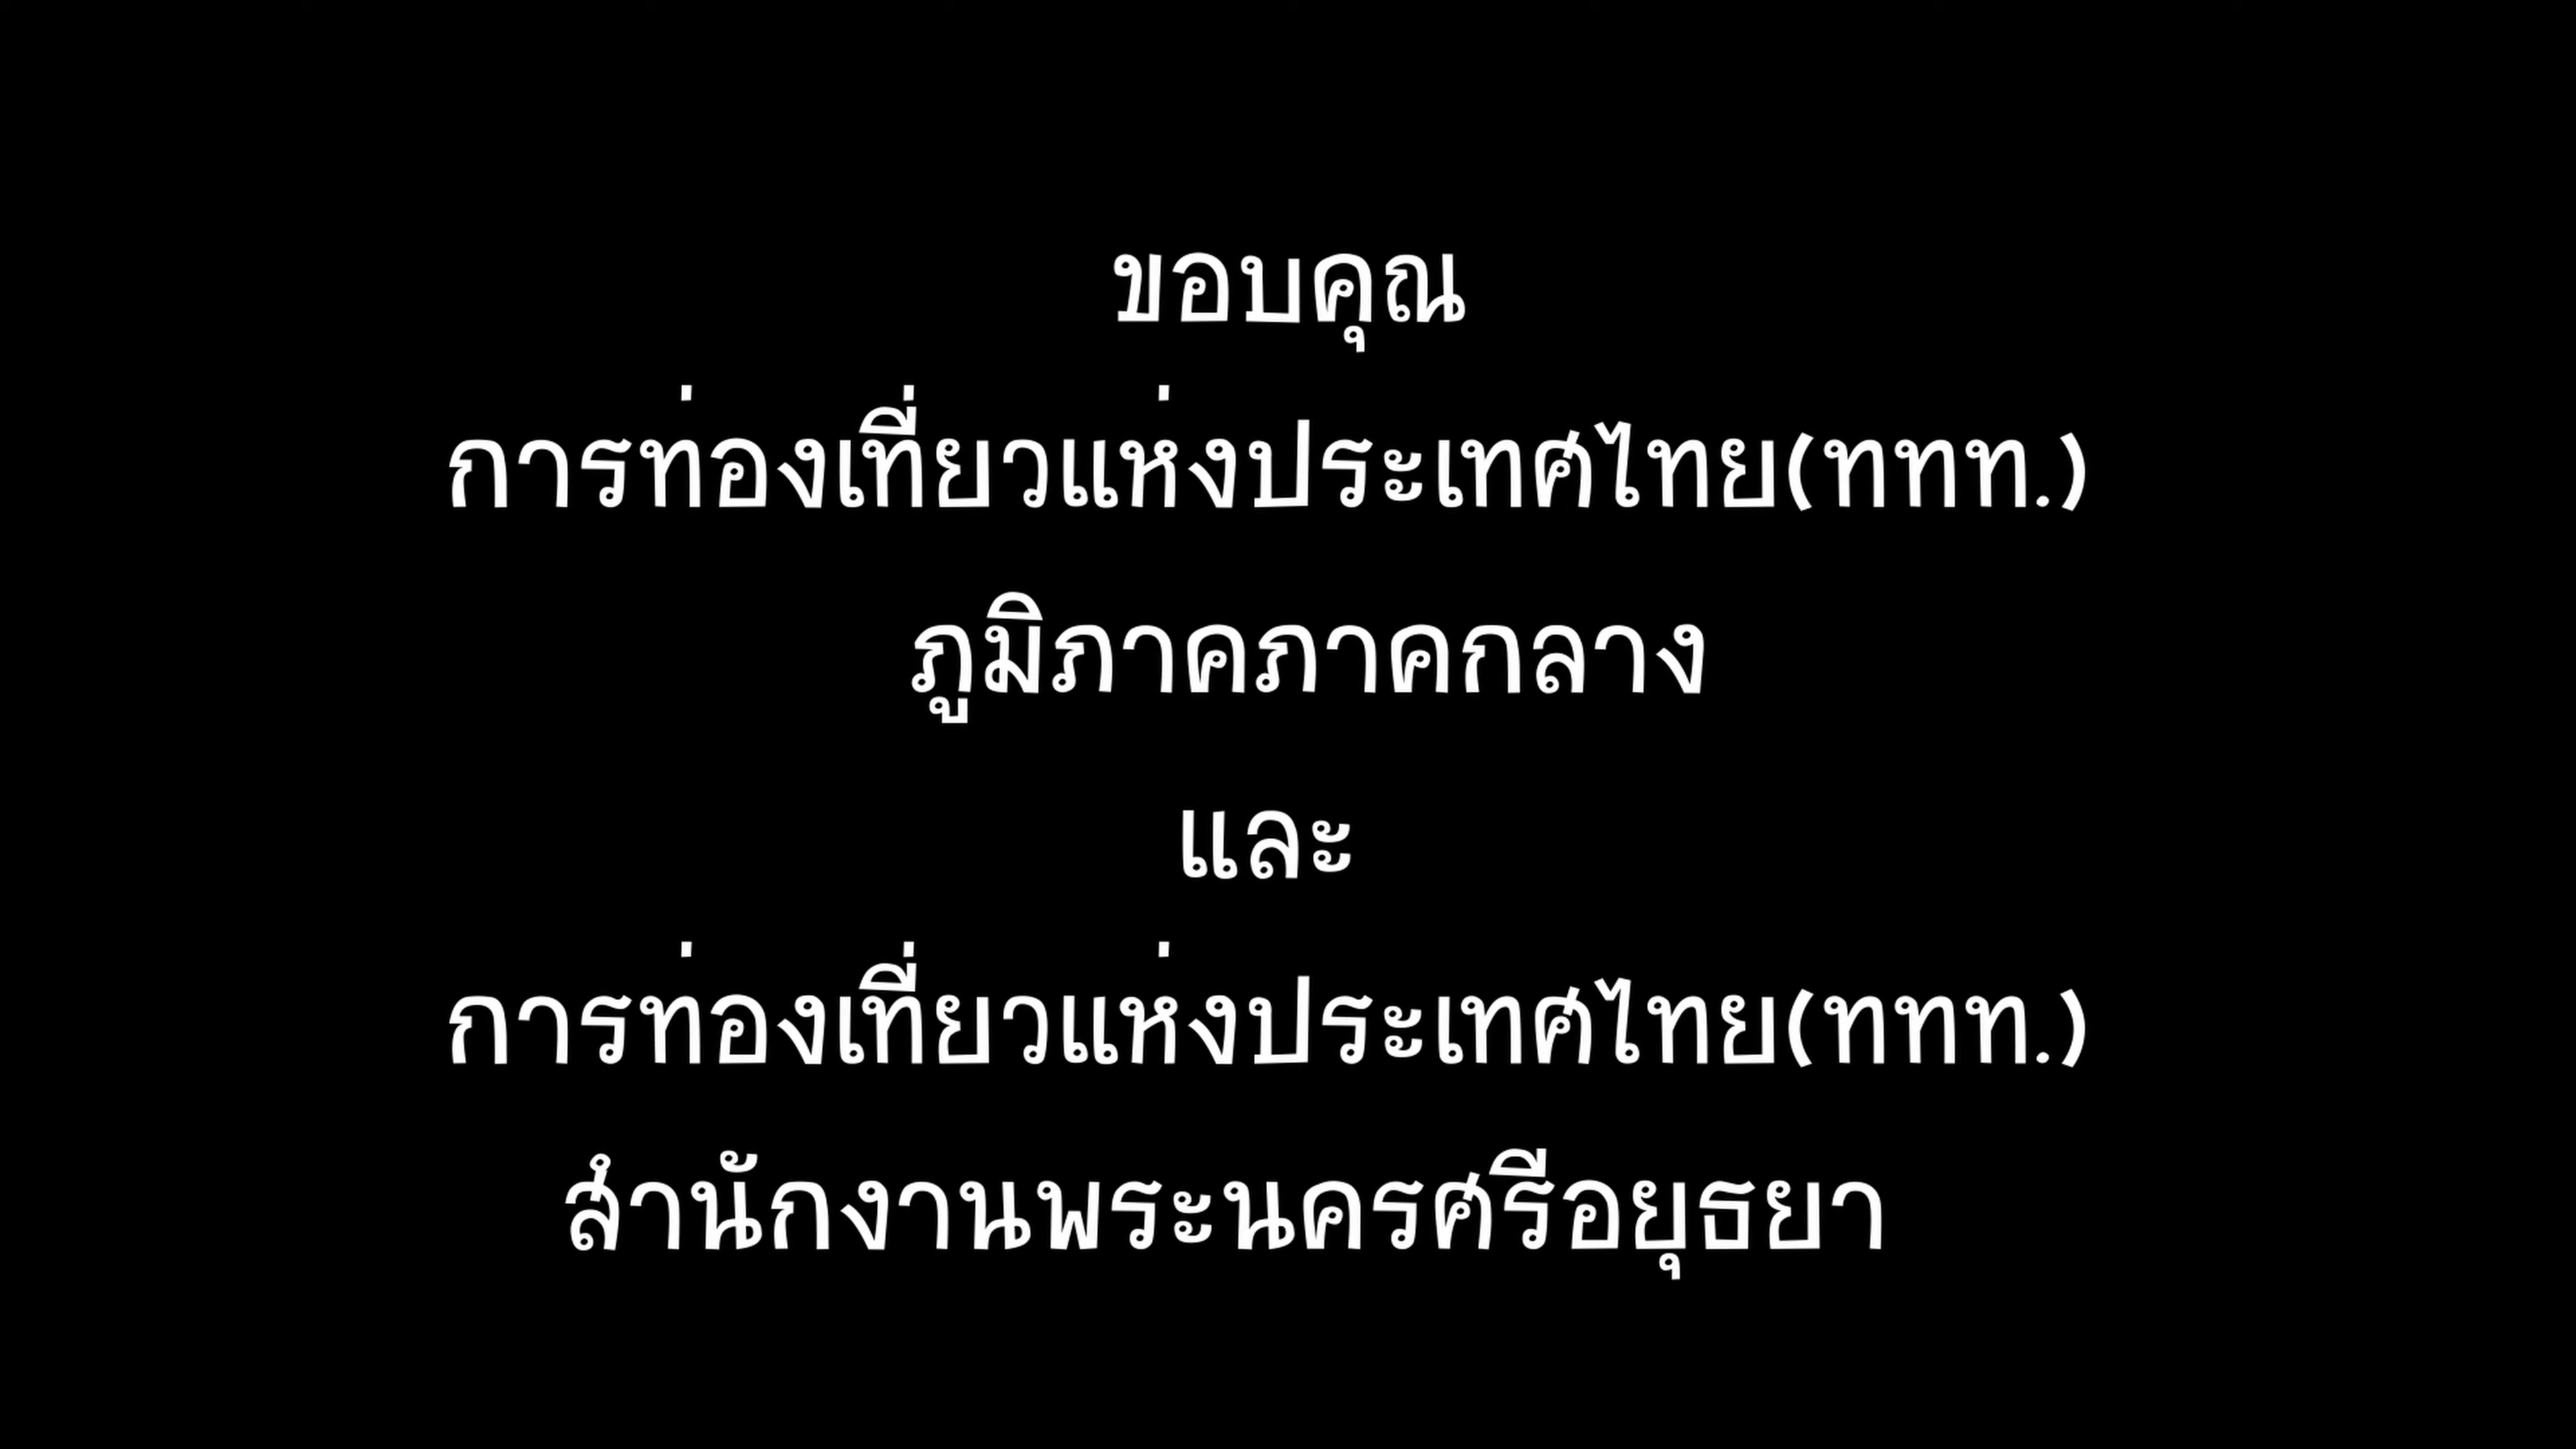 ขอบคุณ
การท่องเที่ยวแห่งประเทศไทย(ททท.)
ภูมิภาคภาคกลาง
และ
การท่องเที่ยวแห่งประเทศไทย(ททท.)
สำนักงานพระนครศรีอยุธยา